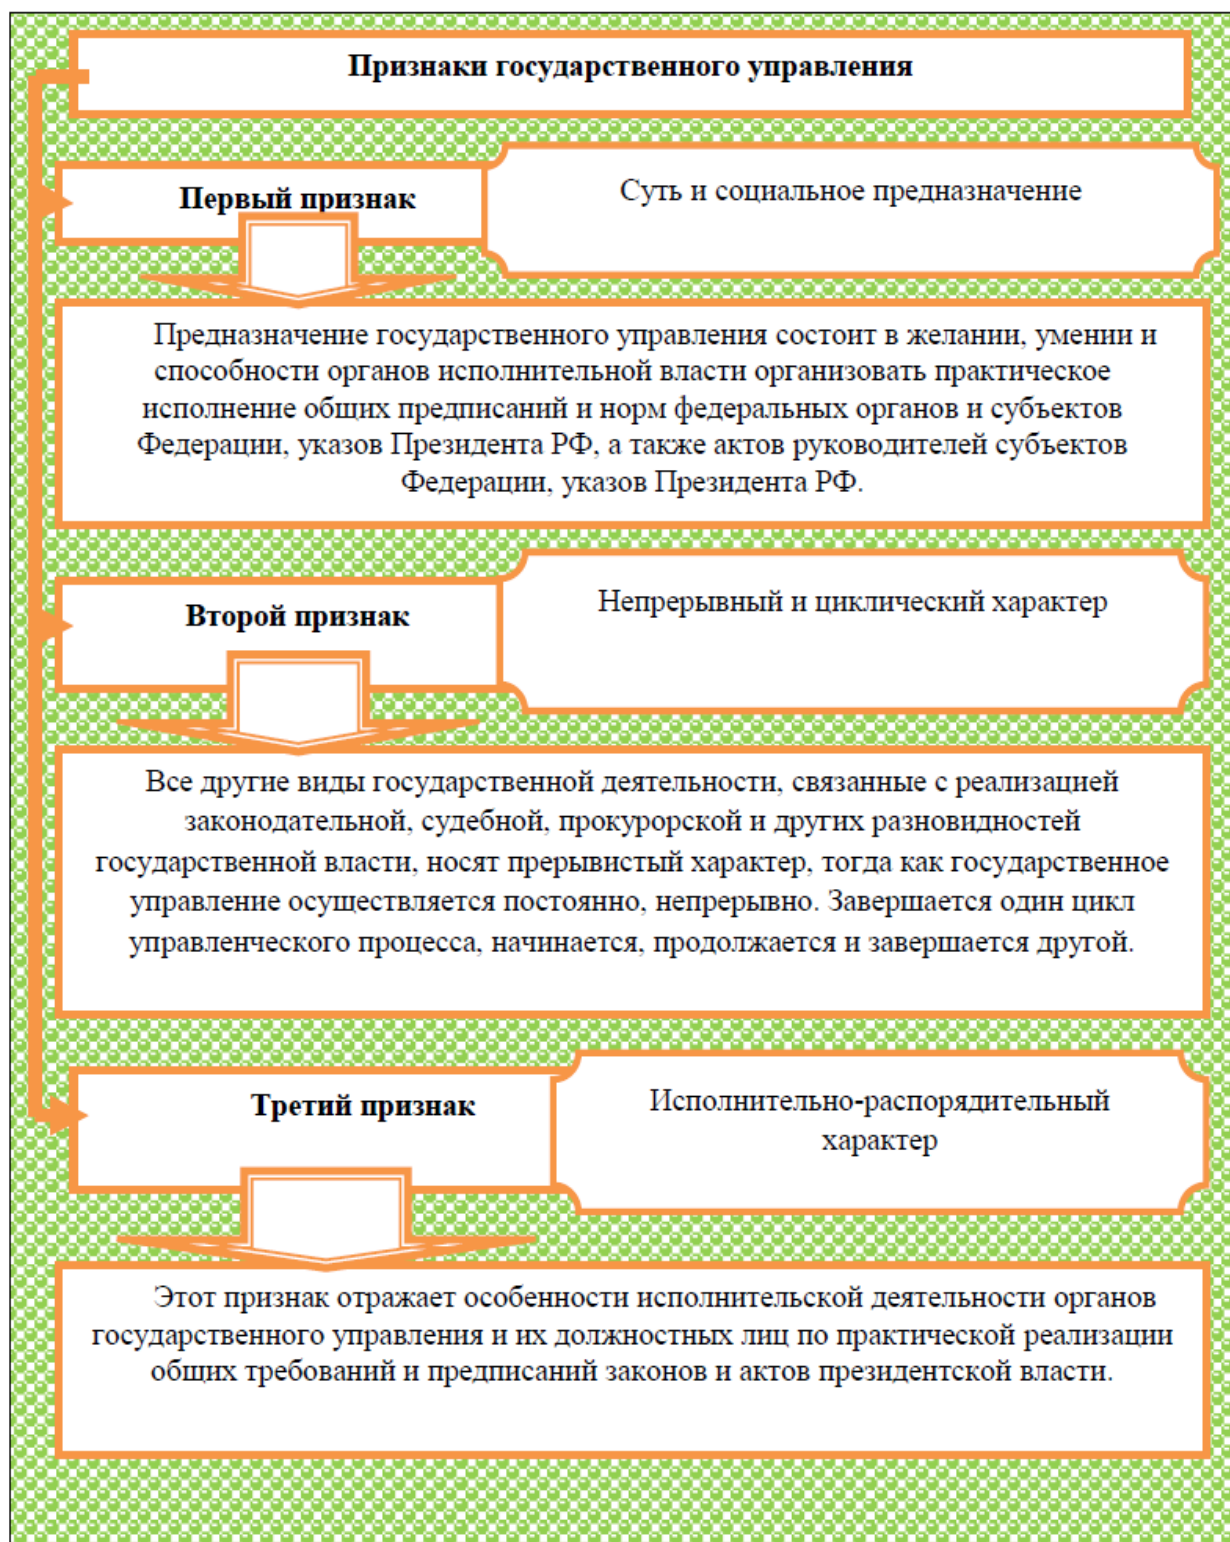 Признаки государственного управления
Первый признак
Суть и социальное предназначение
Предназначение государственного управления состоит в желании, умении и
способности органов исполнительной власти организовать практическое
исполнение общих предписаний и норм федеральных органов и субъектов
Федерации, указов Президента РФ, а также актов руководителей субъектов
Федерации, указов Президента РФ.
Второй признак
Непрерывный и циклический характер
Все другие виды государственной деятельности, связанные с реализацией
законодательной, судебной, прокурорской и других разновидностей
государственной власти, носят прерывистый характер, тогда как государственное
управление осуществляется постоянно, непрерывно. Завершается один цикл
управленческого процесса, начинается, продолжается и завершается другой.
Третий признак
Исполнительно-распорядительный
характер
Этот признак отражает особенности исполнительской деятельности органов
государственного управления и их должностных лиц по практической реализации
общих требований и предписаний законов и актов президентской власти.